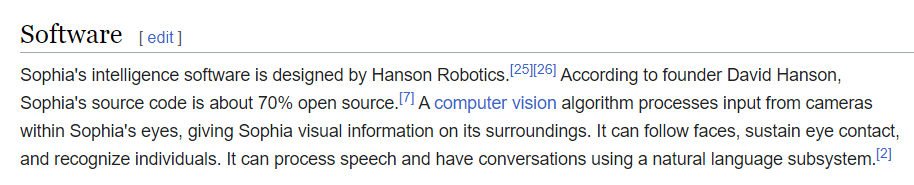 Software [ edit ]
Sophia's intelligence software is designed by Hanson Robotics.[25][26] According to founder David Hanson,
Sophia's source code is about 70% open source.[7] A computer vision algorithm processes input from cameras
within Sophia's eyes, giving Sophia visual information on its surroundings. It can follow faces, sustain eye contact,
and recognize individuals. It can process speech and have conversations using a natural language subsystem.[2]